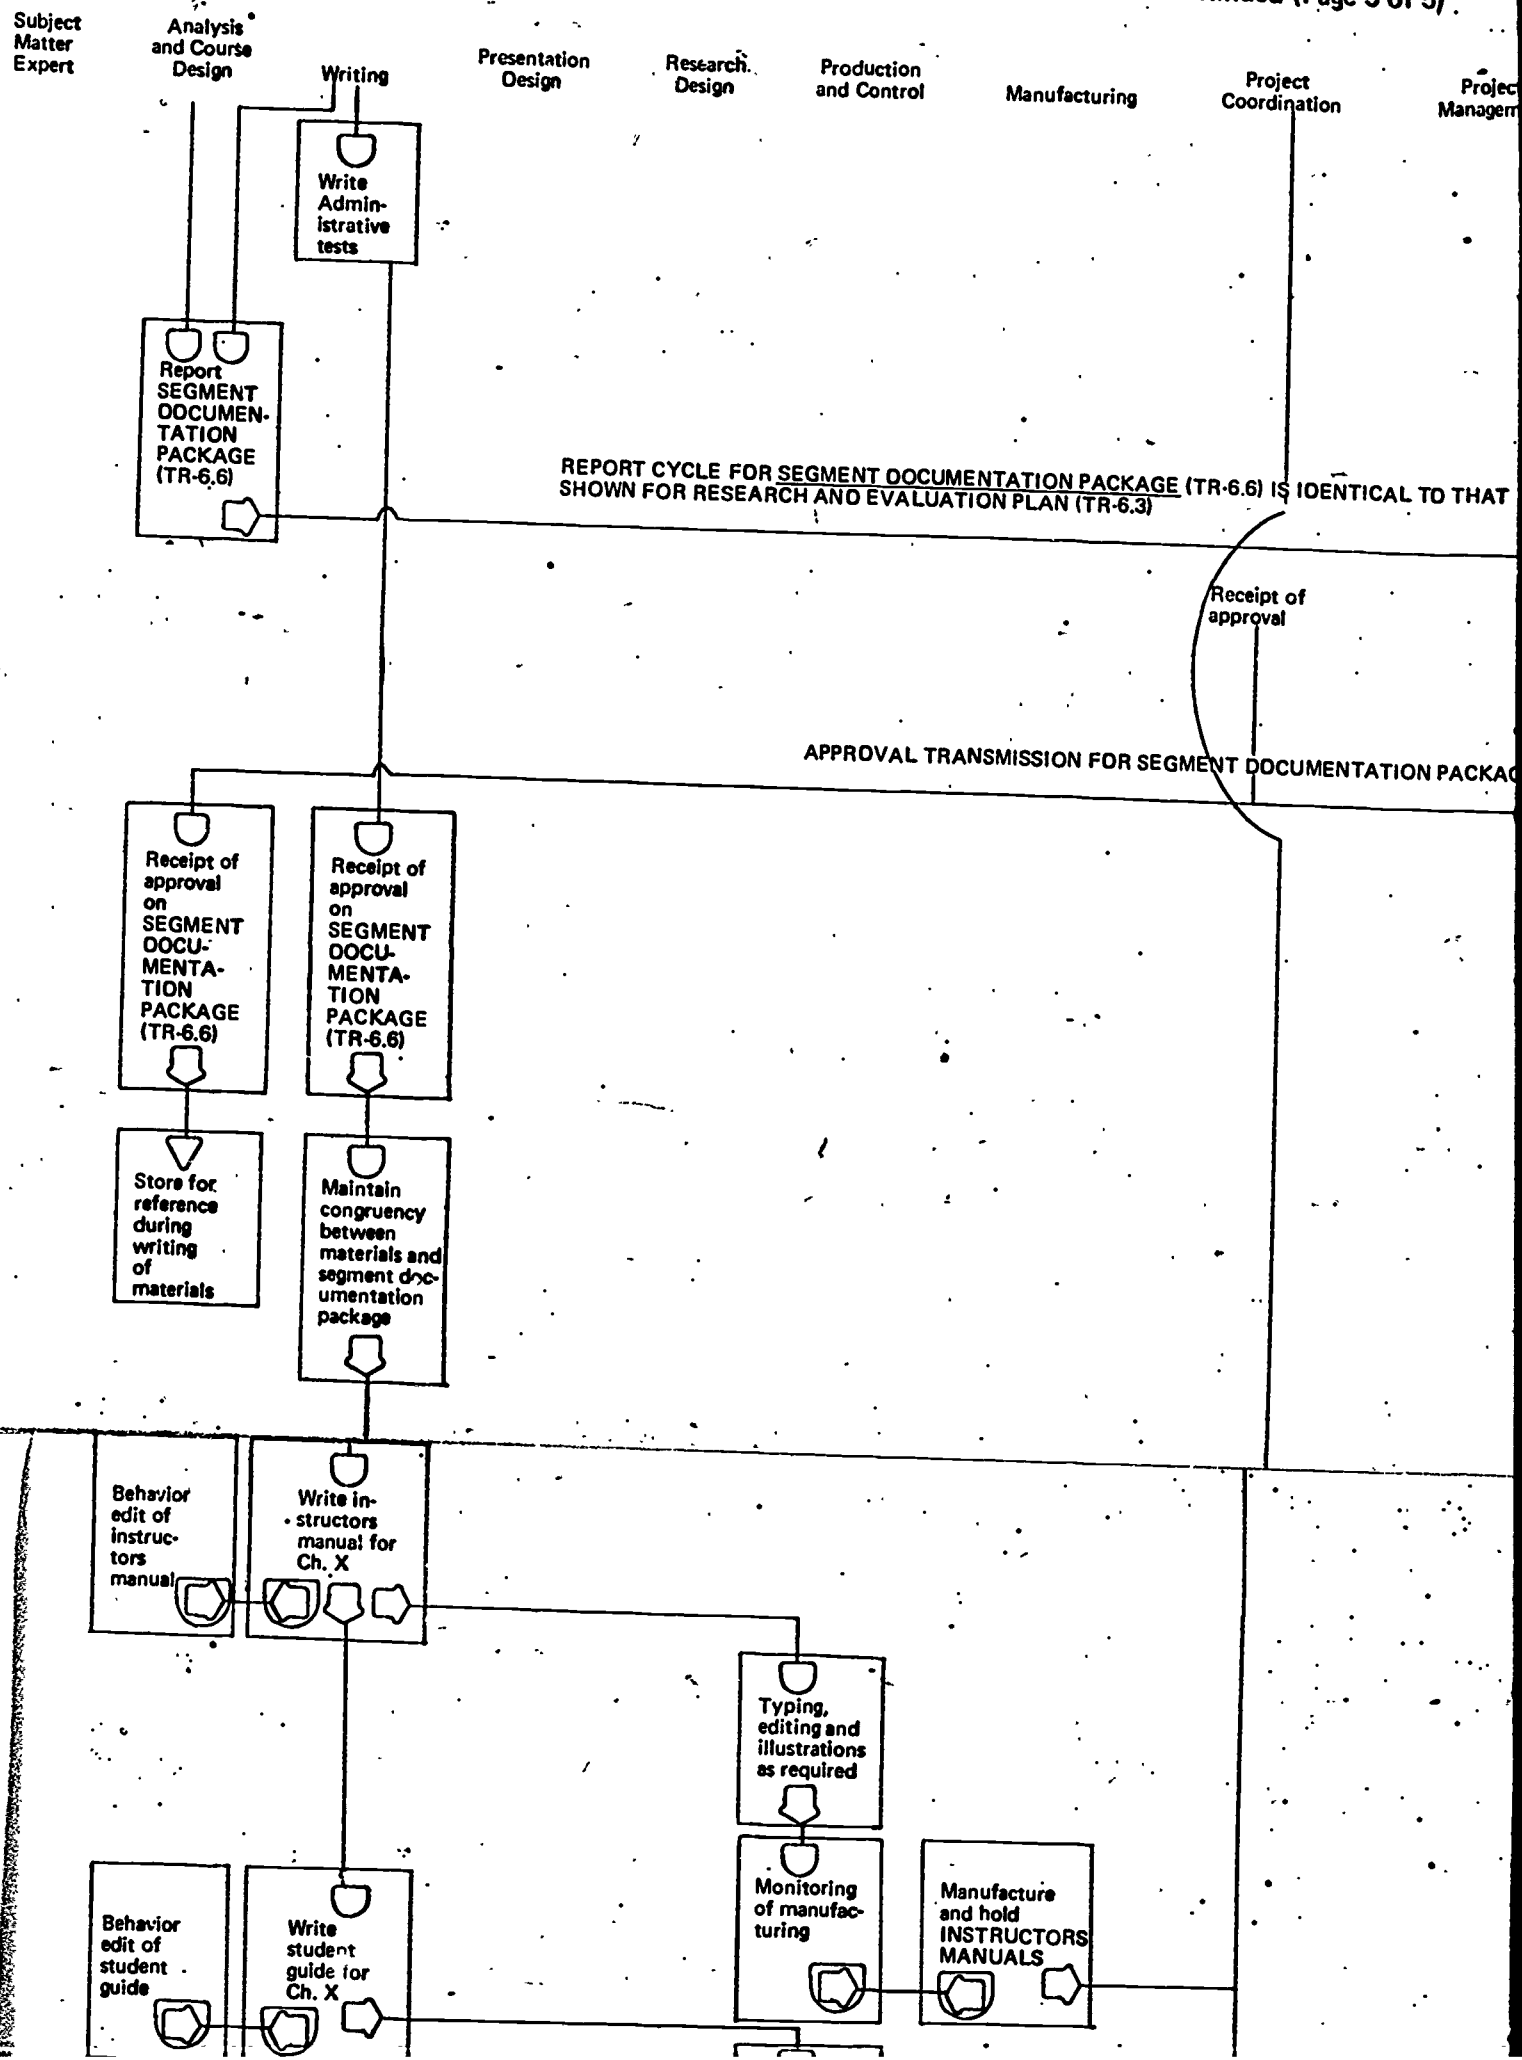 Page 3 of 3)
Subject
Matter
Expert
Analysis
and Course
Design
Writing
Presentation
Design
Research
Design
Production
and Control
Manufacturing
Project
Coordination
Project
Write
Admin-
istrative
tests
Report
SEGMENT
DOCUMEN-
TATION
PACKAGE
(TR-6.6)
REPORT CYCLE FOR SEGMENT DOCUMENTATION PACKAGE (TR-6.6) IS IDENTICAL TO THAT
SHOWN FOR RESEARCH AND EVALUATION PLAN (TR-6.3)
Receipt of
approval
APPROVAL TRANSMISSION FOR SEGMENT DOCUMENTATION
Receipt of
approval
on
SEGMENT
DOCU-
MENTA-
TION
PACKAGE
(TR-6.6)
Receipt of
approval
on
SEGMENT
DOCU-
MENTA-
TION
PACKAGE
(TR-6.6)
Store for
reference
during
writing
of
materials
Maintain
congruency
between
materials and
segment doc-
umentation
package
Behavior
edit of
instruc-
tors
manual
Write in-
structors
manual for
Ch. X
Typing,
editing and
illustrations
as required
Monitoring
of manufac-
turing
Manufacture
and hold
INSTRUCTORS
MANUALS
Behavior
edit of
student
guide
Write
student
guide for
Ch. X